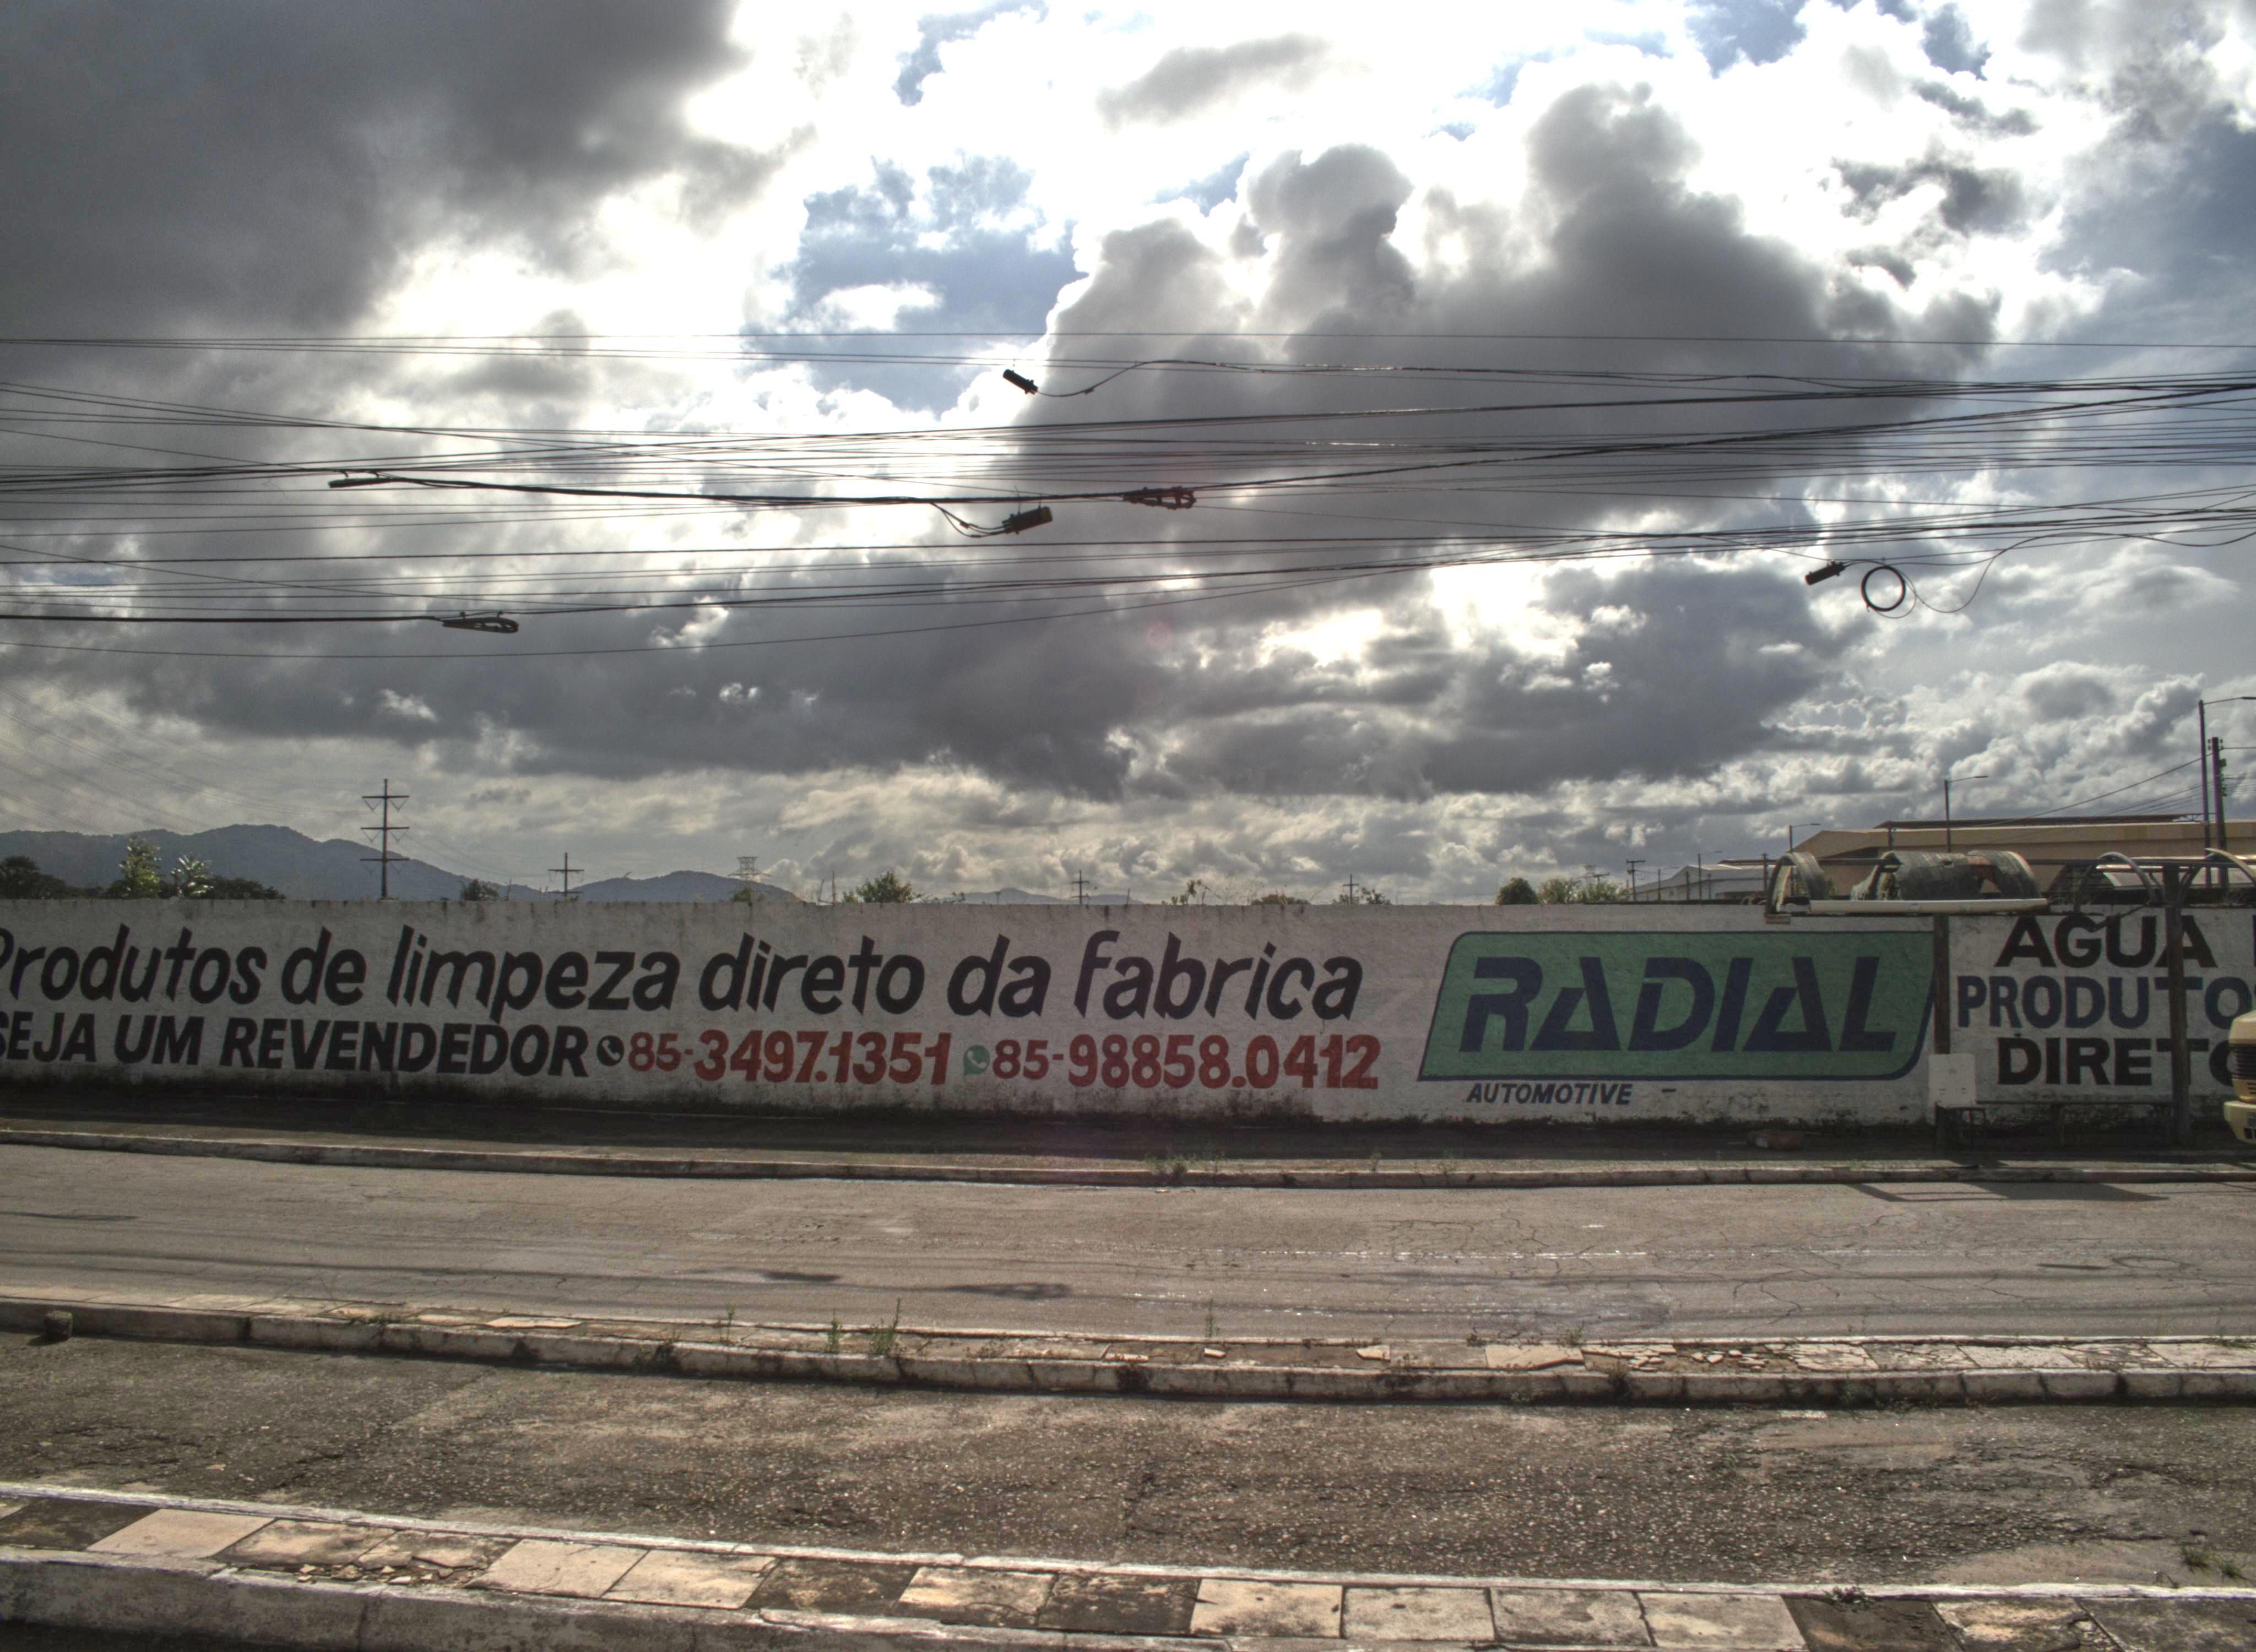 Produtos de limpeza direto da fabrica
SEJA UM REVENDEDOR 85-3497.1351 85-98858.0412
RADIAL
AUTOMOTIVE
AGUA
PRODUTO
DIRETO